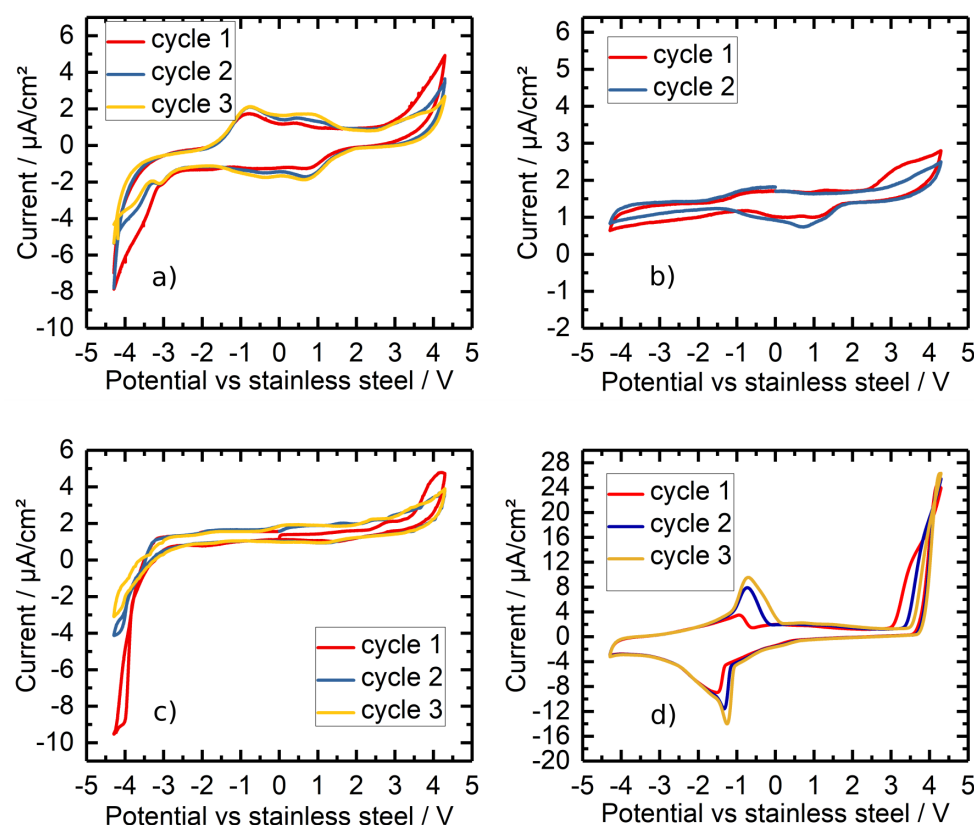 6
4
2
0
-2
-4
-6
-8
-10
Current / μA/cm²
cycle 1
cycle 2
cycle 3
a)
-5 -4 -3 -2 -1 0 1 2 3 4 5
Potential vs stainless steel / V
6
5
4
3
2
1
0
-1
-2
Current / μA/cm²
cycle 1
cycle 2
b)
-5 -4 -3 -2 -1 0 1 2 3 4 5
Potential vs stainless steel / V
6
4
2
0
-2
-4
-6
-8
-10
Current / μA/cm²
cycle 1
cycle 2
cycle 3
c)
-5 -4 -3 -2 -1 0 1 2 3 4 5
Potential vs stainless steel / V
28
24
20
16
12
8
4
0
-4
-8
-12
-16
-20
Current / μA/cm²
cycle 1
cycle 2
cycle 3
d)
-5 -4 -3 -2 -1 0 1 2 3 4 5
Potential vs stainless steel / V